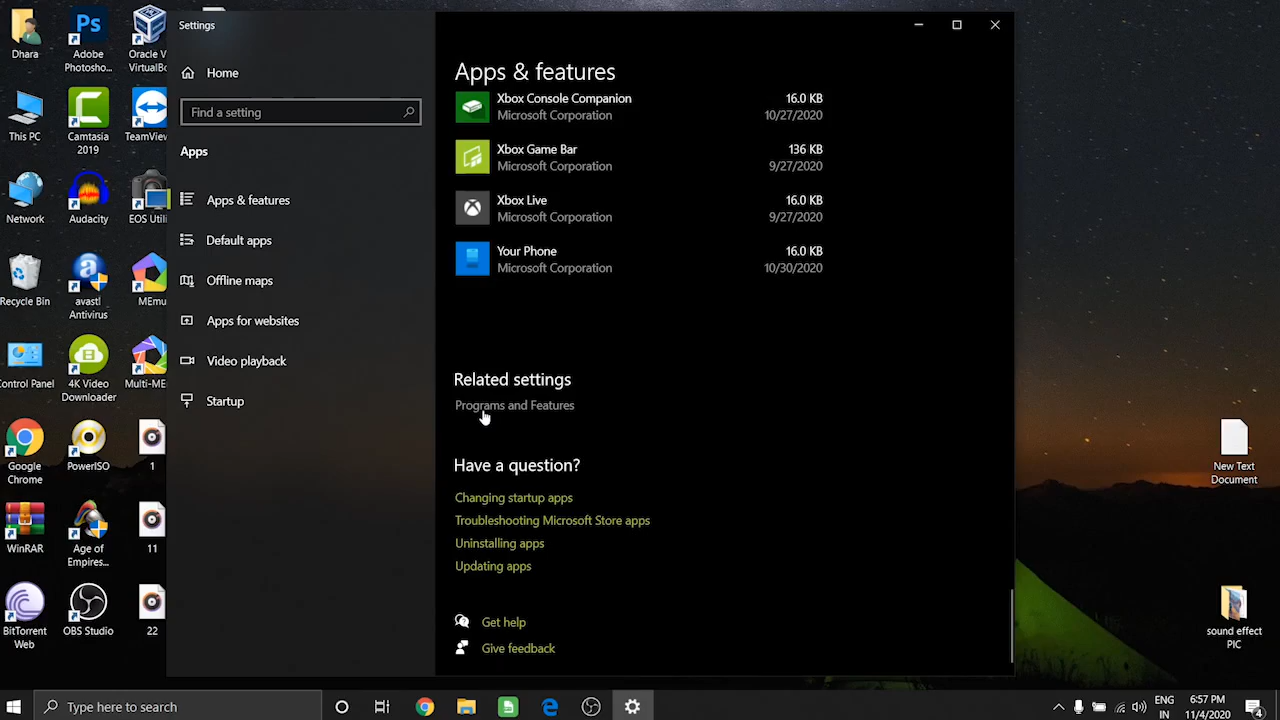 Dhara
Ps
Adobe
Photosho...
Oracle V
VirtualBo
This PC
Camtasia
2019
TeamView
Network
Audacity
EOS Utili
Recycle Bin
avast!
Antivirus
MEmu
Control Panel
4K Video
Downloader
Multi-MEM
Google
Chrome
PowerISO
1
WinRAR
Age of
Empires...
11
BitTorrent
Web
OBS Studio
22
Settings
Home
Find a setting
Apps
Apps & features
Default apps
Offline maps
Apps for websites
Video playback
Startup
Apps & features
Xbox Console Companion 16.0 KB
Microsoft Corporation 10/27/2020
Xbox Game Bar 136 KB
Microsoft Corporation 9/27/2020
Xbox Live 16.0 KB
Microsoft Corporation 9/27/2020
Your Phone 16.0 KB
Microsoft Corporation 10/30/2020
Related settings
Programs and Features
Have a question?
Changing startup apps
Troubleshooting Microsoft Store apps
Uninstalling apps
Updating apps
Get help
Give feedback
New Text
Document
sound effect
PIC
Type here to search
ENG
IN
6:57 PM
11/4/2020
4